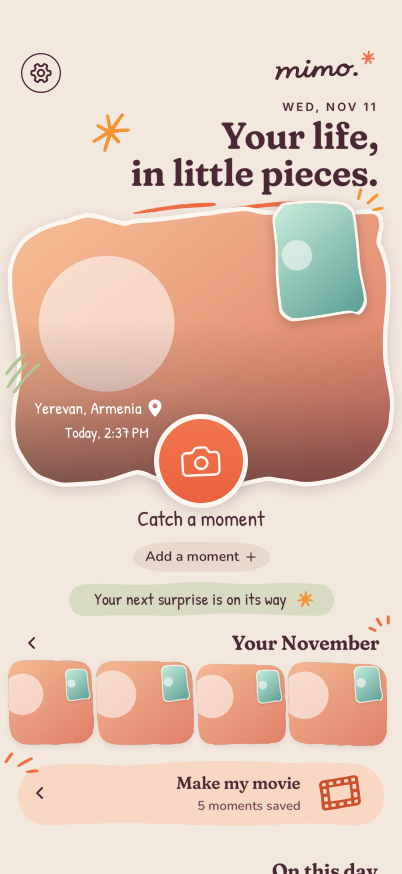 mimo.
WED, NOV 11
Your life,
in little pieces.
Yerevan, Armenia
Today, 2:37 PM
Catch a moment
Add a moment +
Your next surprise is on its way
Your November
Make my movie
5 moments saved
On this day